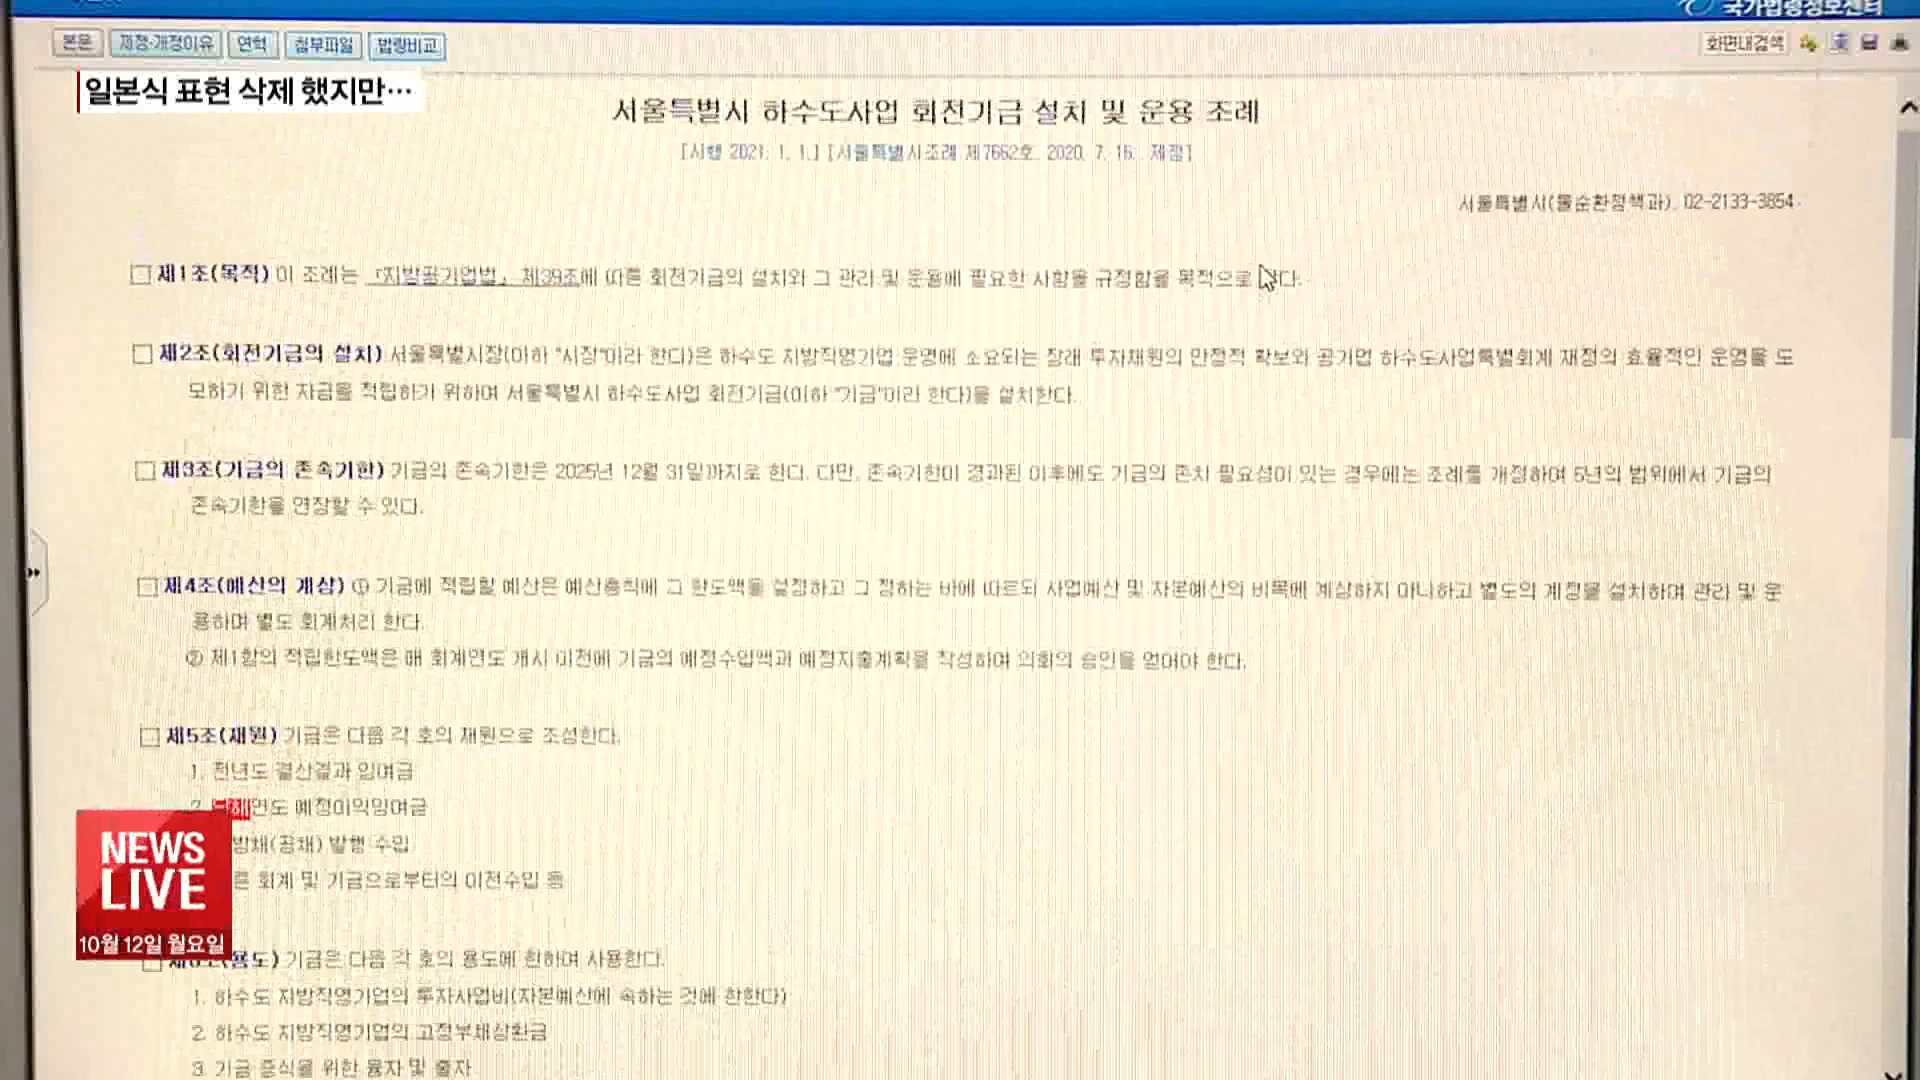 국가법령정보센터
본문 제정·개정이유 연혁 첨부파일 법령비교
화면내검색
일본식 표현 삭제 했지만…
서울특별시 하수도사업 회전기금 설치 및 운용 조례
[시행 2021. 1. 1.] [서울특별시조례 제7662호, 2020. 7. 16., 제정]
서울특별시(물순환정책과), 02-2133-3854
제1조(목적) 이 조례는 「지방공기업법」 제39조에 따른 회전기금의 설치와 그 관리 및 운용에 필요한 사항을 규정함을 목적으로 다.
제2조(회전기금의 설치) 서울특별시장(이하 "시장"이라 한다)은 하수도 지방직영기업 운영에 소요되는 장래 투자재원의 안정적 확보와 공기업 하수도사업특별회계 재정의 효율적인 운영을 도
모하기 위한 자금을 적립하기 위하여 서울특별시 하수도사업 회전기금(이하 "기금"이라 한다)을 설치한다.
제3조(기금의 존속기한) 기금의 존속기한은 2025년 12월 31일까지로 한다. 다만, 존속기한이 경과된 이후에도 기금의 존치 필요성이 있는 경우에는 조례를 개정하여 5년의 범위에서 기금의
존속기한을 연장할 수 있다.
제4조(예산의 계상) ① 기금에 적립할 예산은 예산총칙에 그 한도액을 설정하고 그 정하는 바에 따르되 사업예산 및 자본예산의 비목에 계상하지 아니하고 별도의 계정을 설치하여 관리 및 운
용하며 별도 회계처리 한다.
② 제1항의 적립한도액은 매 회계연도 개시 이전에 기금의 예정수입액과 예정지출계획을 작성하여 의회의 승인을 얻어야 한다.
제5조(재원) 기금은 다음 각 호의 재원으로 조성한다.
1. 전년도 결산결과 잉여금
2. 당해연도 예정이익잉여금
방채(공채) 발행 수입
른 회계 및 기금으로부터의 이전수입 등
NEWS
LIVE
10월 12일 월요일
제6조(용도) 기금은 다음 각 호의 용도에 한하여 사용한다.
1. 하수도 지방직영기업의 투자사업비(자본예산에 속하는 것에 한한다)
2. 하수도 지방직영기업의 고정부채상환금
3. 기금 증식을 위한 융자 및 출자